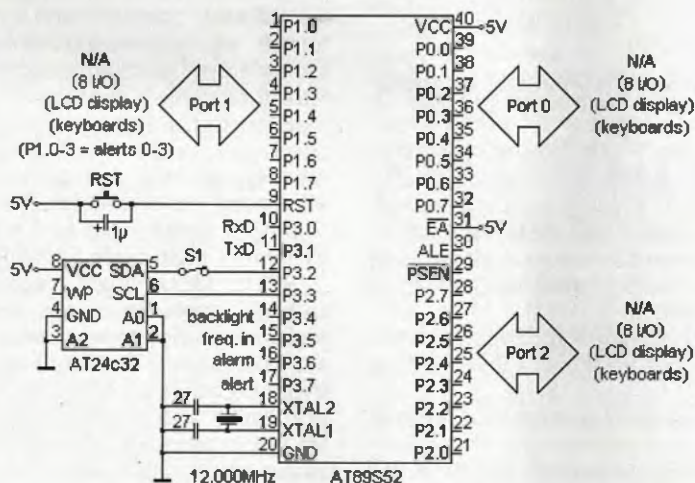 1
P1.0
2
P1.1
3
P1.2
4
P1.3
5
P1.4
6
P1.5
7
P1.6
8
P1.7
9
RST
10
P3.0
11
P3.1
12
P3.2
13
P3.3
14
P3.4
15
P3.5
16
P3.6
17
P3.7
18
XTAL2
19
XTAL1
20
GND
VCC
40
5V
39
P0.0
38
P0.1
37
P0.2
36
P0.3
35
P0.4
34
P0.5
33
P0.6
32
P0.7
31
EA
5V
30
ALE
29
PSEN
28
P2.7
27
P2.6
26
P2.5
25
P2.4
24
P2.3
23
P2.2
22
P2.1
21
P2.0
N/A
(8 I/O)
(LCD display)
(keyboards)
(P1.0-3 = alerts 0-3)
Port 1
N/A
(8 I/O)
(LCD display)
(keyboards)
Port 0
N/A
(8 I/O)
(LCD display)
(keyboards)
Port 2
RST
5V
+
1µ
RxD
TxD
S1
5V
8
VCC
SDA
5
7
WP
SCL
6
4
GND
A0
1
3
A2
A1
2
AT24c32
backlight
freq. in
alarm
alert
27
27
12.000MHz
AT89S52